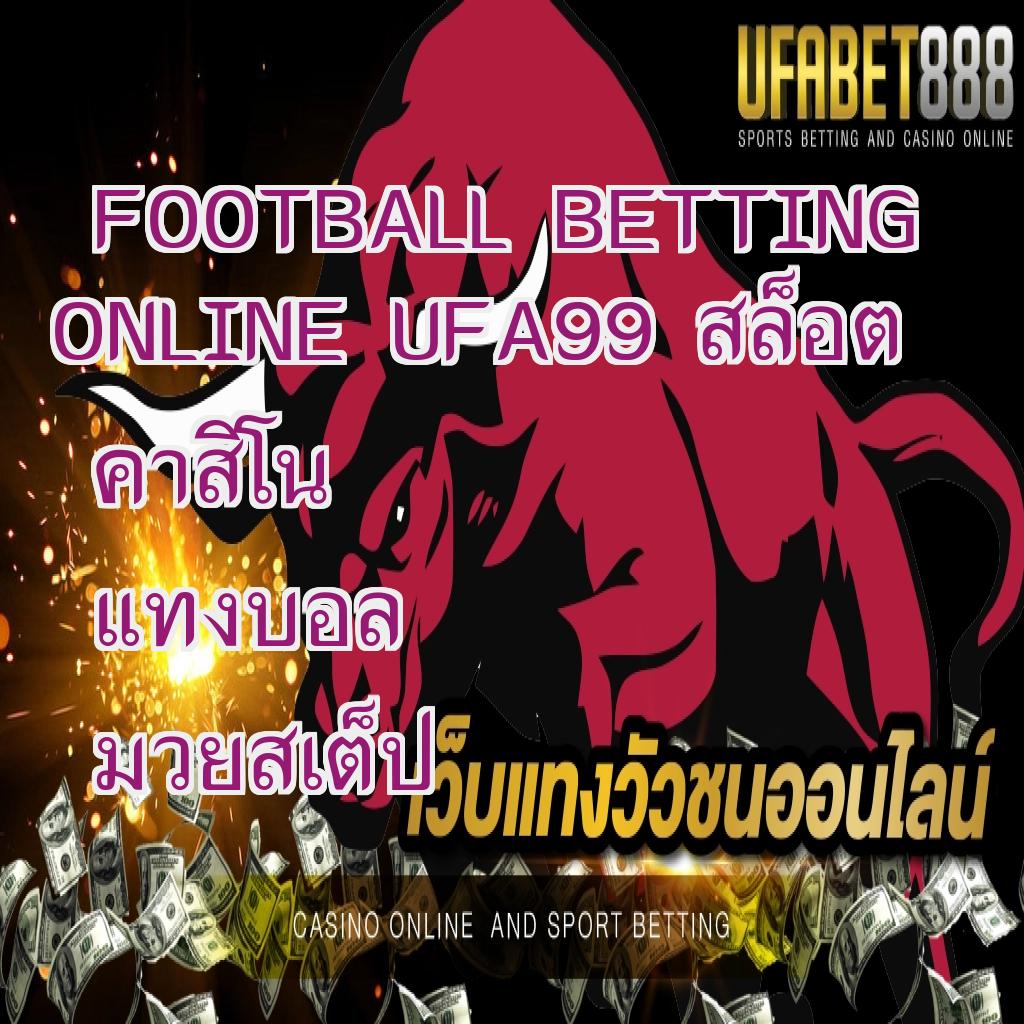 UFABET888
SPORTS BETTING AND CASINO ONLINE
FOOTBALL BETTING
ONLINE UFA99 สล็อต
คาสิโน
แทงบอล
มวยสเต็ป
เว็บแทงวัวชนออนไลน์
CASINO ONLINE AND SPORT BETTING